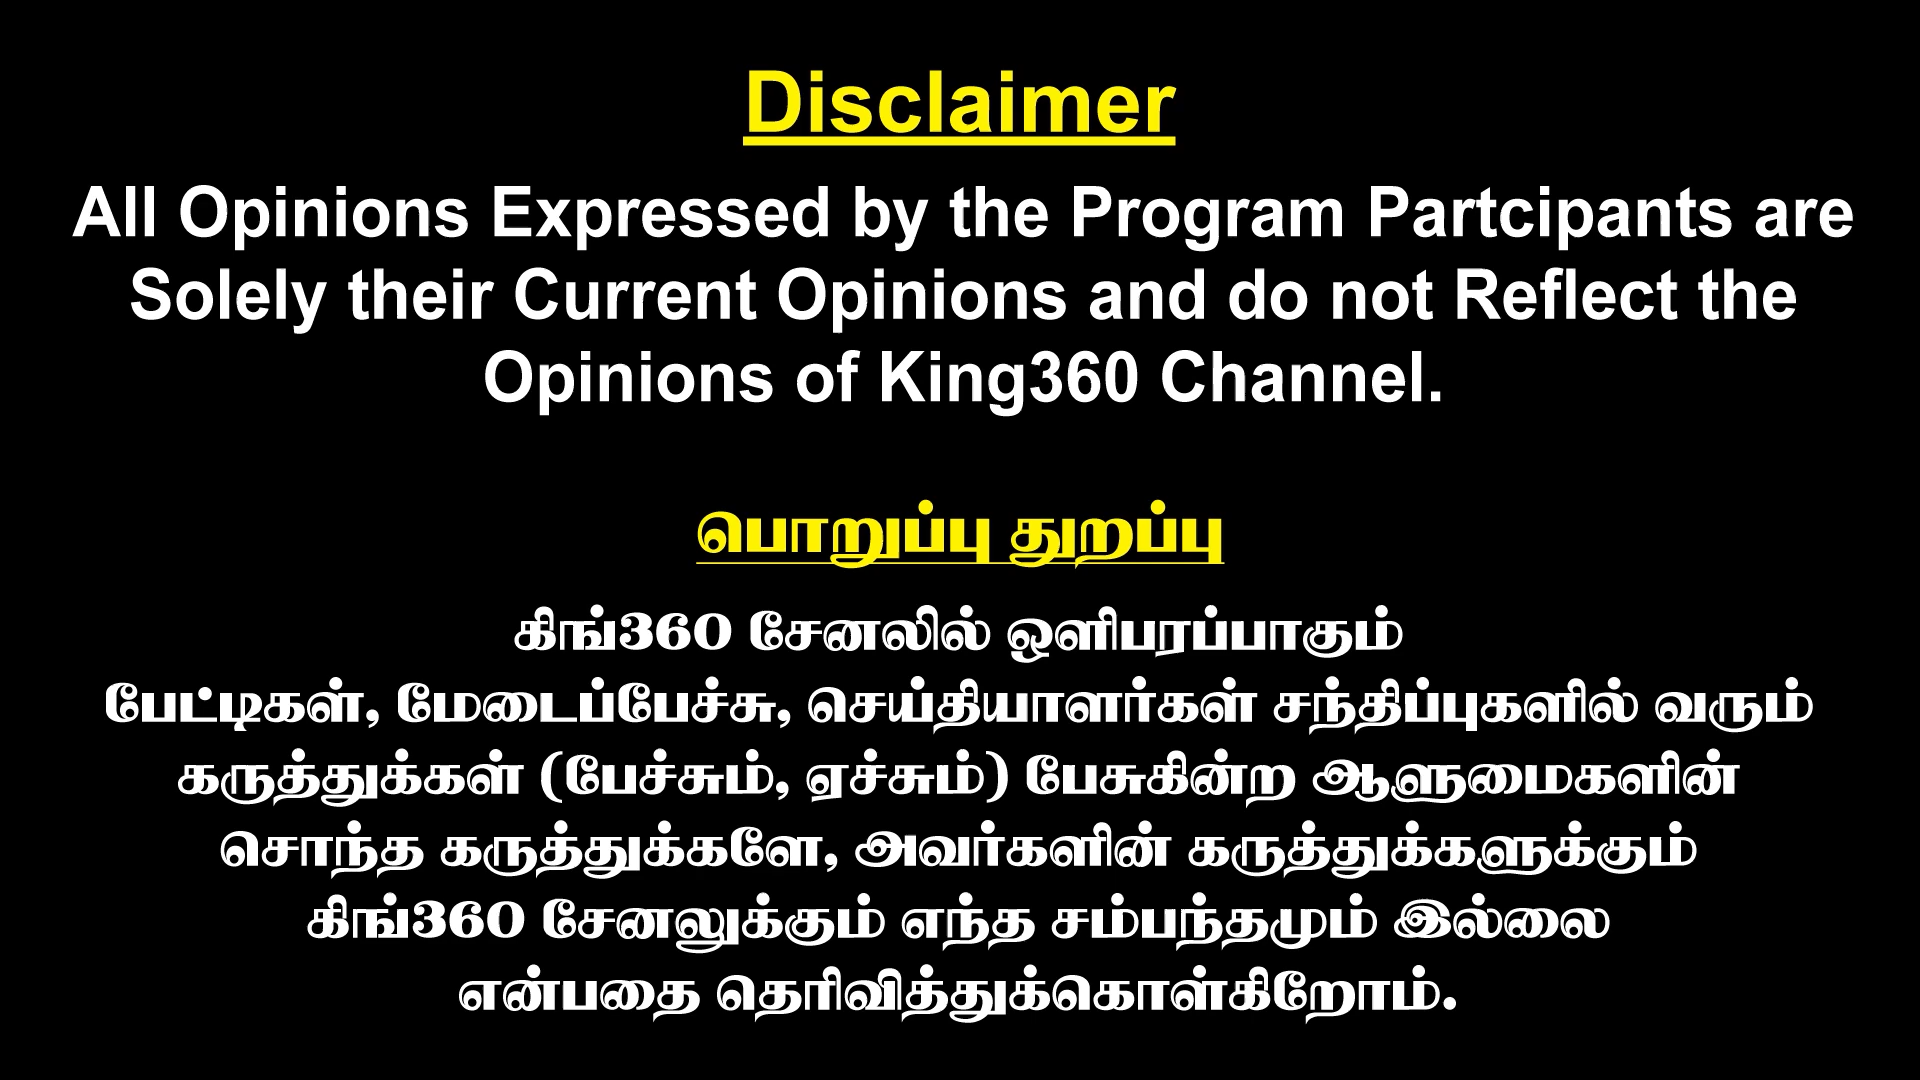 Disclaimer
All Opinions Expressed by the Program Partcipants are
Solely their Current Opinions and do not Reflect the
Opinions of King360 Channel.
பொறுப்பு துறப்பு
கிங்360 சேனலில் ஒளிபரப்பாகும்
பேட்டிகள், மேடைப்பேச்சு, செய்தியாளர்கள் சந்திப்புகளில் வரும்
கருத்துக்கள் (பேச்சும், ஏச்சும்) பேசுகின்ற ஆளுமைகளின்
சொந்த கருத்துக்களே, அவர்களின் கருத்துக்களுக்கும்
கிங்360 சேனலுக்கும் எந்த சம்பந்தமும் இல்லை
என்பதை தெரிவித்துக்கொள்கிறோம்.